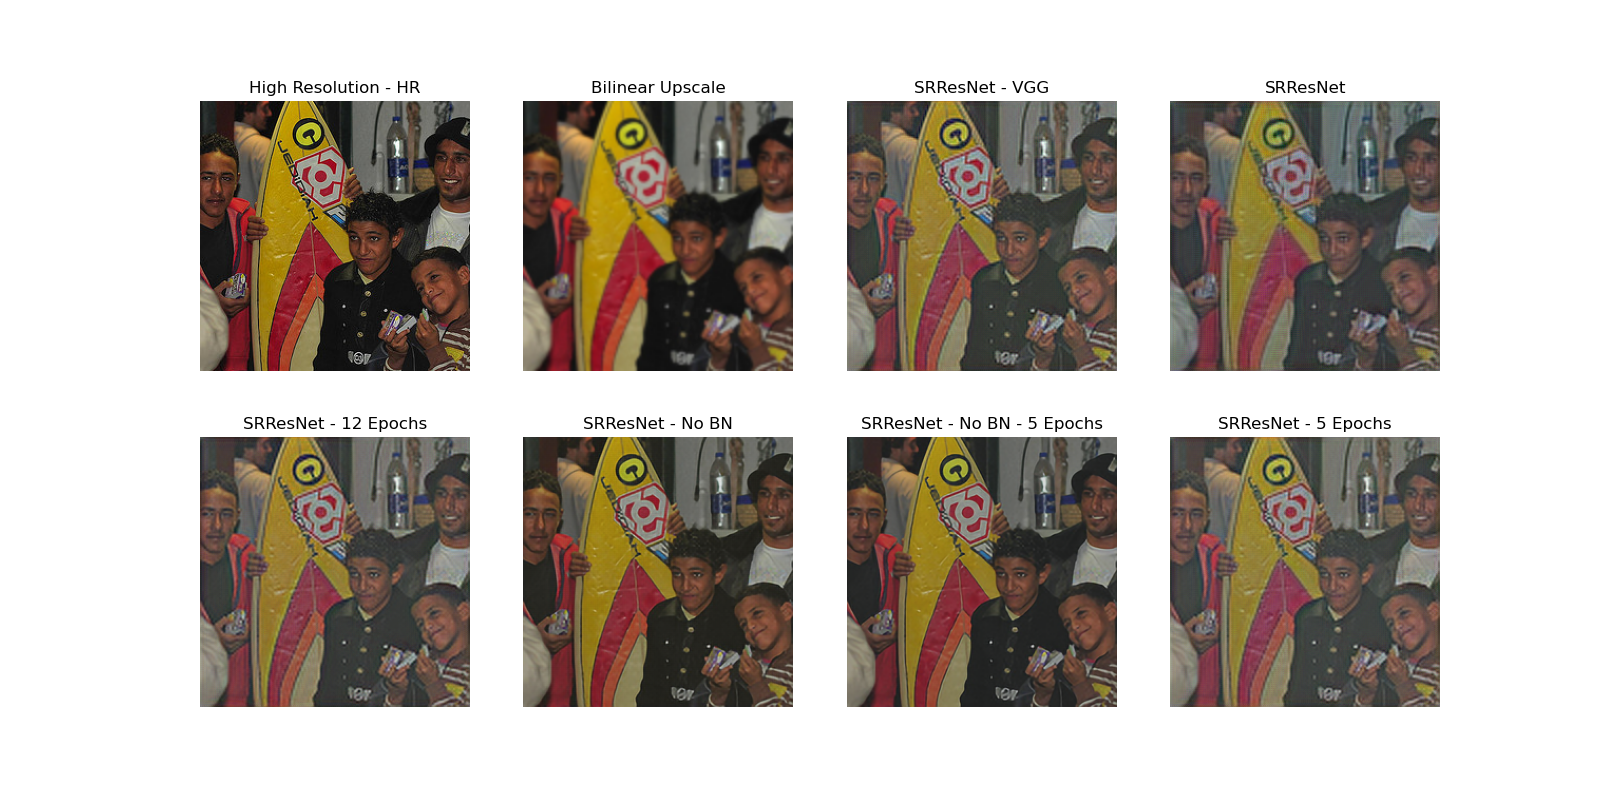 High Resolution - HR
Bilinear Upscale
SRResNet - VGG
SRResNet
SRResNet - 12 Epochs
SRResNet - No BN
SRResNet - No BN - 5 Epochs
SRResNet - 5 Epochs